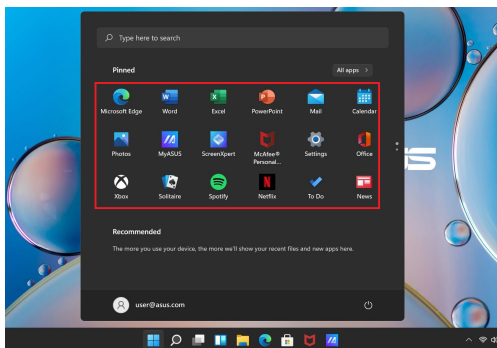 Type here to search
Pinned
All apps >
Microsoft Edge Word Excel PowerPoint Mail Calendar
Photos MyASUS ScreenXpert McAfee® Personal... Settings Office
Xbox Solitaire Spotify Netflix To Do News
Recommended
The more you use your device, the more we'll show your recent files and new apps here.
user@asus.com